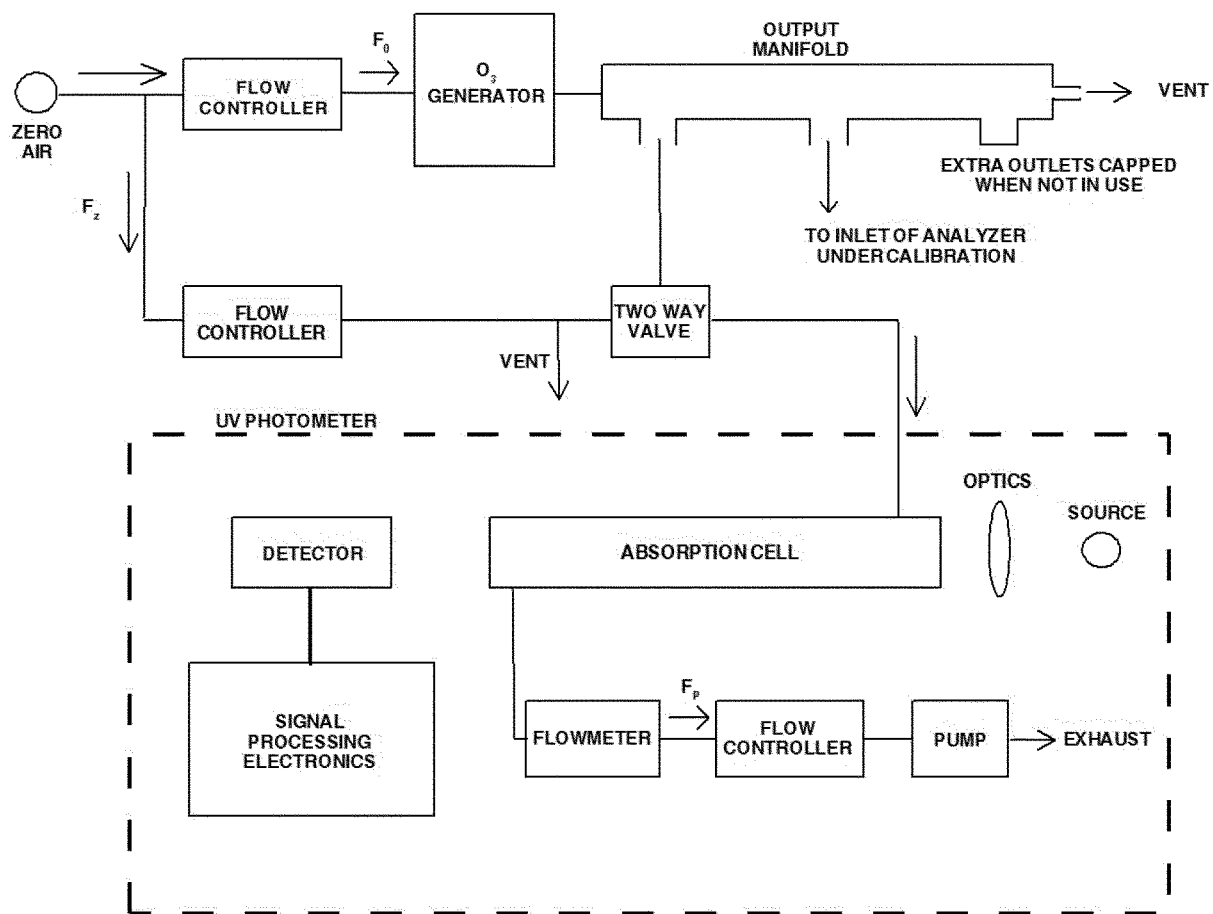 OUTPUT
MANIFOLD
F0
O3
GENERATOR
FLOW
CONTROLLER
VENT
ZERO
AIR
EXTRA OUTLETS CAPPED
WHEN NOT IN USE
Fz
TO INLET OF ANALYZER
UNDER CALIBRATION
FLOW
CONTROLLER
TWO WAY
VALVE
VENT
UV PHOTOMETER
OPTICS
SOURCE
DETECTOR
ABSORPTION CELL
Fp
SIGNAL
PROCESSING
ELECTRONICS
FLOWMETER
FLOW
CONTROLLER
PUMP
EXHAUST